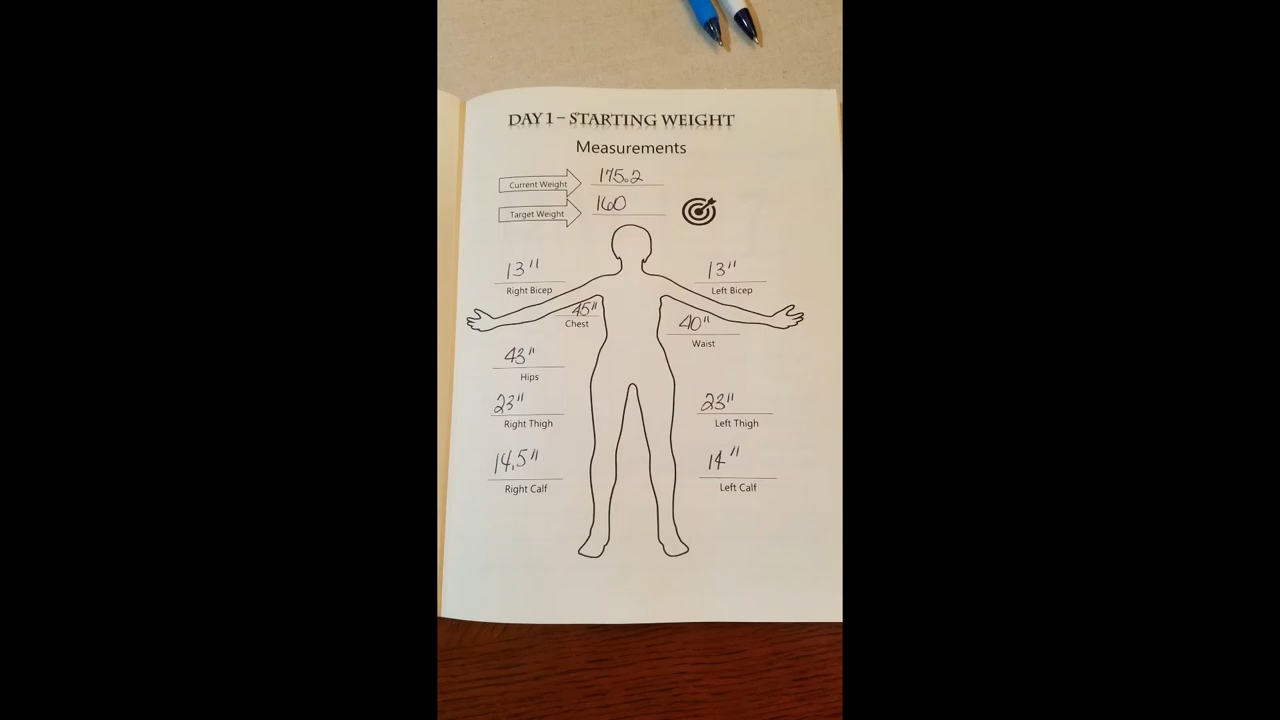 DAY 1 – STARTING WEIGHT
Measurements
Current Weight 175.2
Target Weight 160
13" 13"
Right Bicep Left Bicep
45"
Chest
40"
Waist
43"
Hips
23" 23"
Right Thigh Left Thigh
14.5" 14"
Right Calf Left Calf